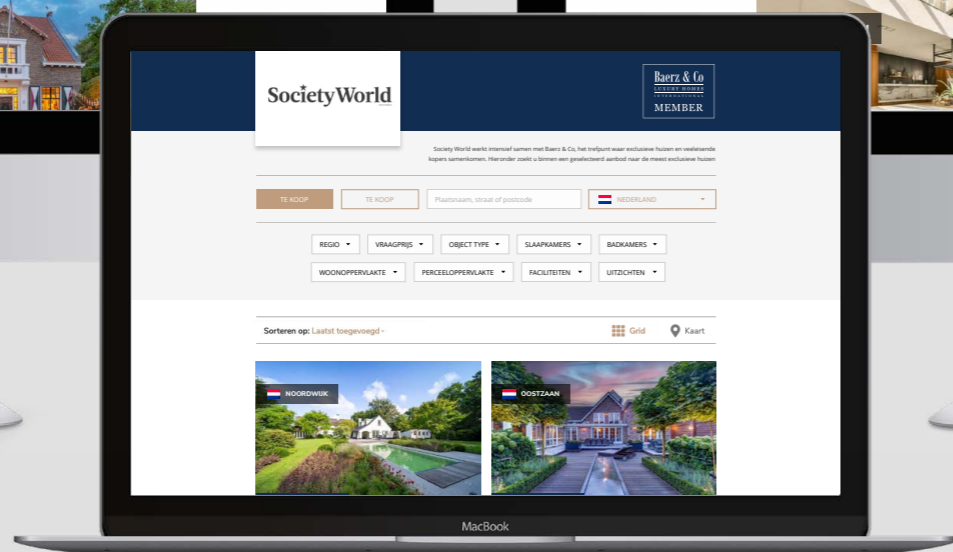 SocietyWorld
Baerz & Co
LUXURY HOMES
INTERNATIONAL
MEMBER
Society World werkt intensief samen met Baerz & Co, het trefpunt waar exclusieve huizen en veeleisende
kopers samenkomen. Hieronder zoekt u binnen een geselecteerd aanbod naar de meest exclusieve huizen
TE KOOP TE KOOP Plaatsnaam, straat of postcode NEDERLAND
REGIO VRAAGPRIJS OBJECT TYPE SLAAPKAMERS BADKAMERS
WOONOPPERVLAKTE PERCEELOPPERVLAKTE FACILITEITEN UITZICHTEN
Sorteren op: Laatst toegevoegd - Grid Kaart
NOORDWIJK OOSTZAAN
MacBook